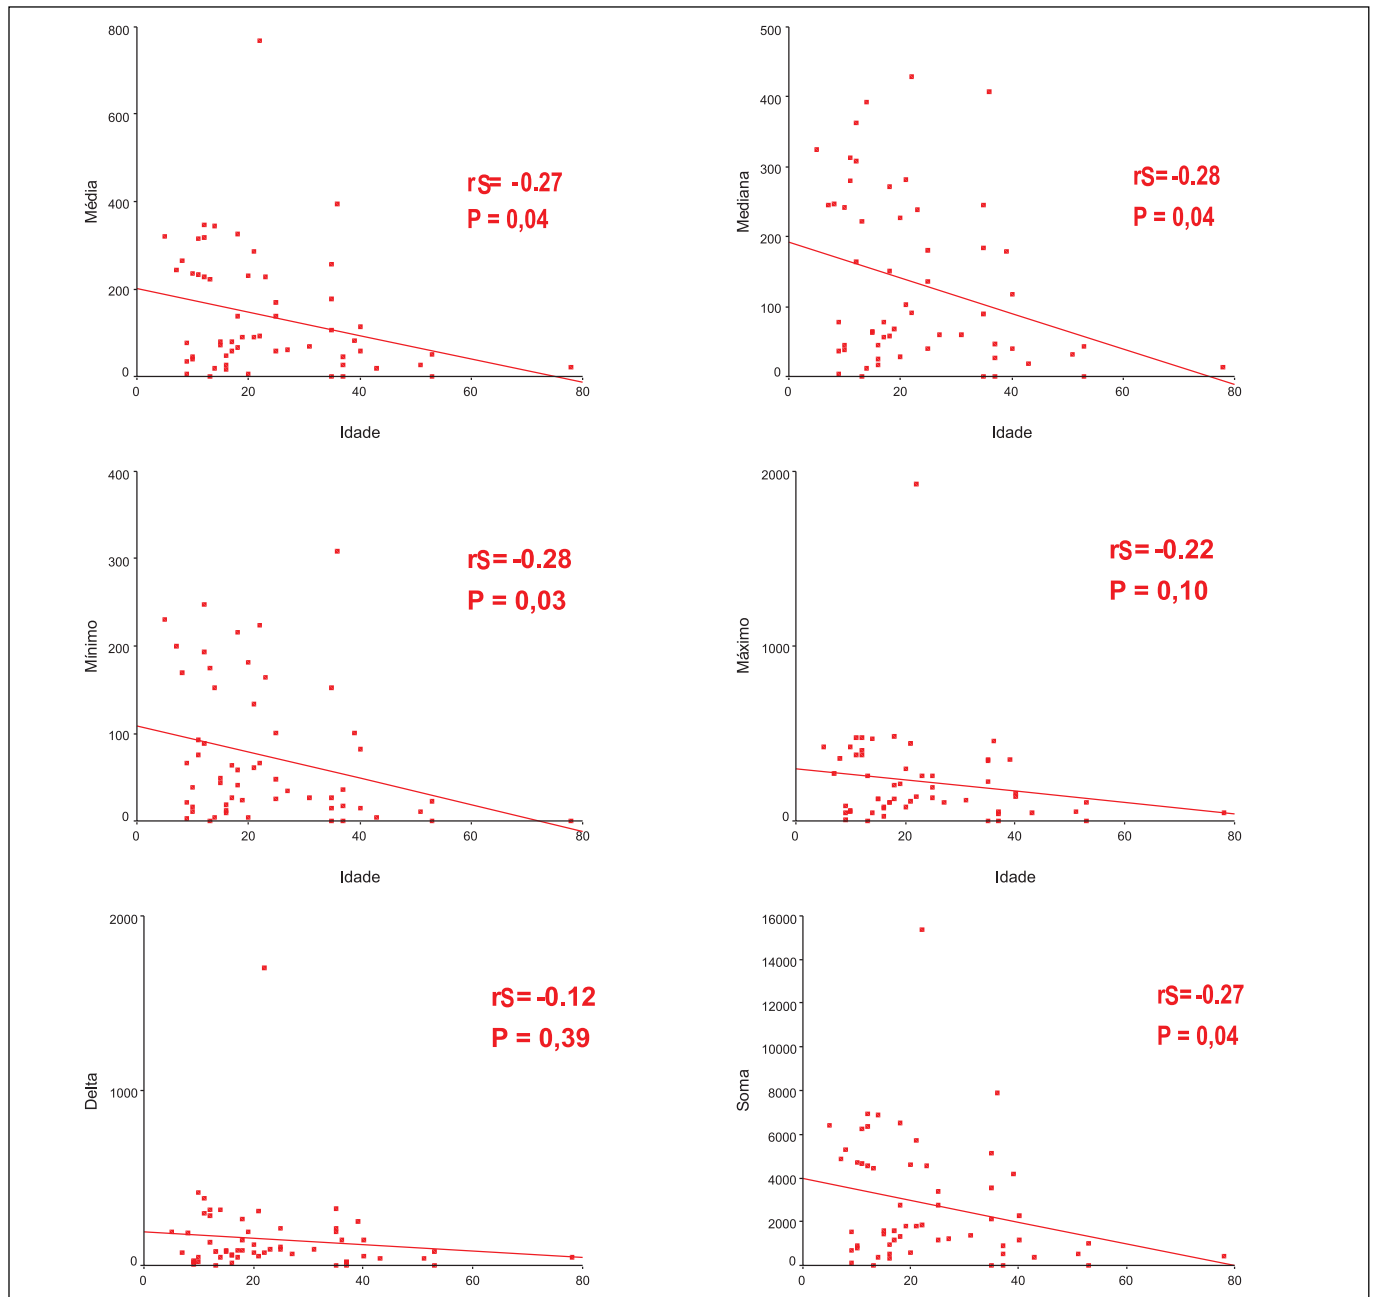 800
600
400
200
0
Média
rS= -0.27
P = 0,04
0 20 40 60 80
Idade
500
400
300
200
100
0
Mediana
rS=-0.28
P = 0,04
0 20 40 60 80
Idade
400
300
200
100
0
Mínimo
rS=-0.28
P = 0,03
0 20 40 60 80
Idade
2000
1000
0
Máximo
rS=-0.22
P = 0,10
0 20 40 60 80
Idade
2000
1000
0
Delta
rS=-0.12
P = 0,39
0 20 40 60 80
16000
14000
12000
10000
8000
6000
4000
2000
0
Soma
rS=-0.27
P = 0,04
0 20 40 60 80